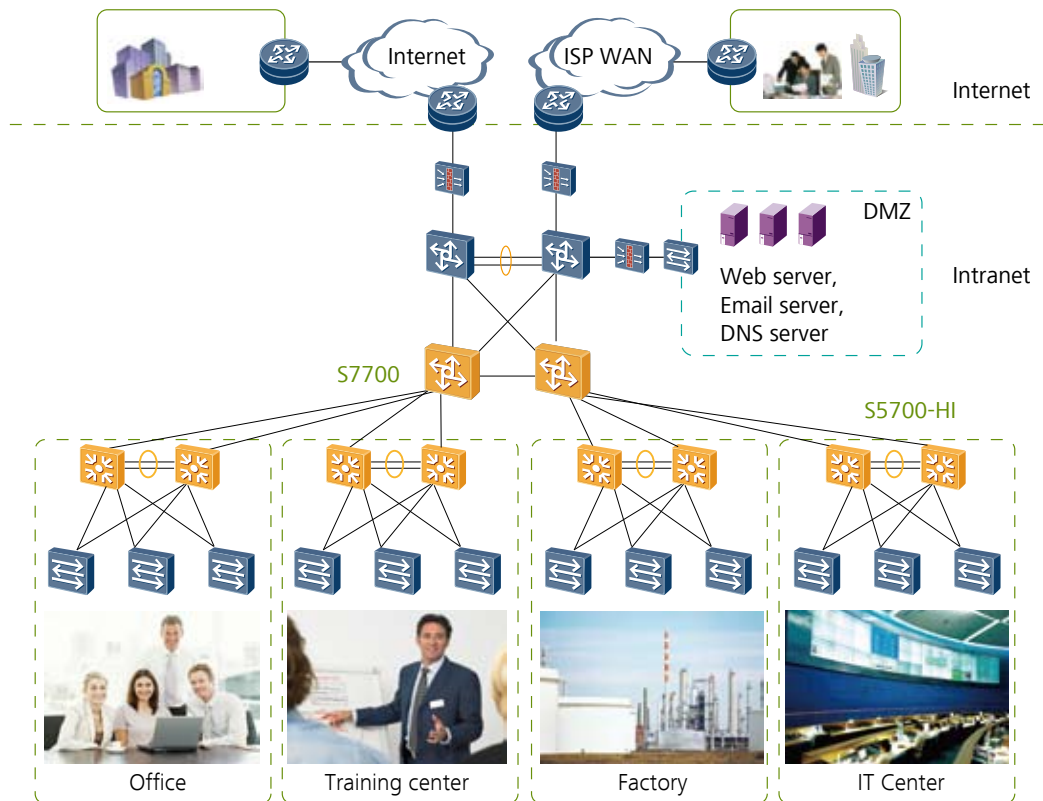 Internet
ISP WAN
Internet
DMZ
Web server,
Email server,
DNS server
Intranet
S7700
S5700-HI
Office
Training center
Factory
IT Center